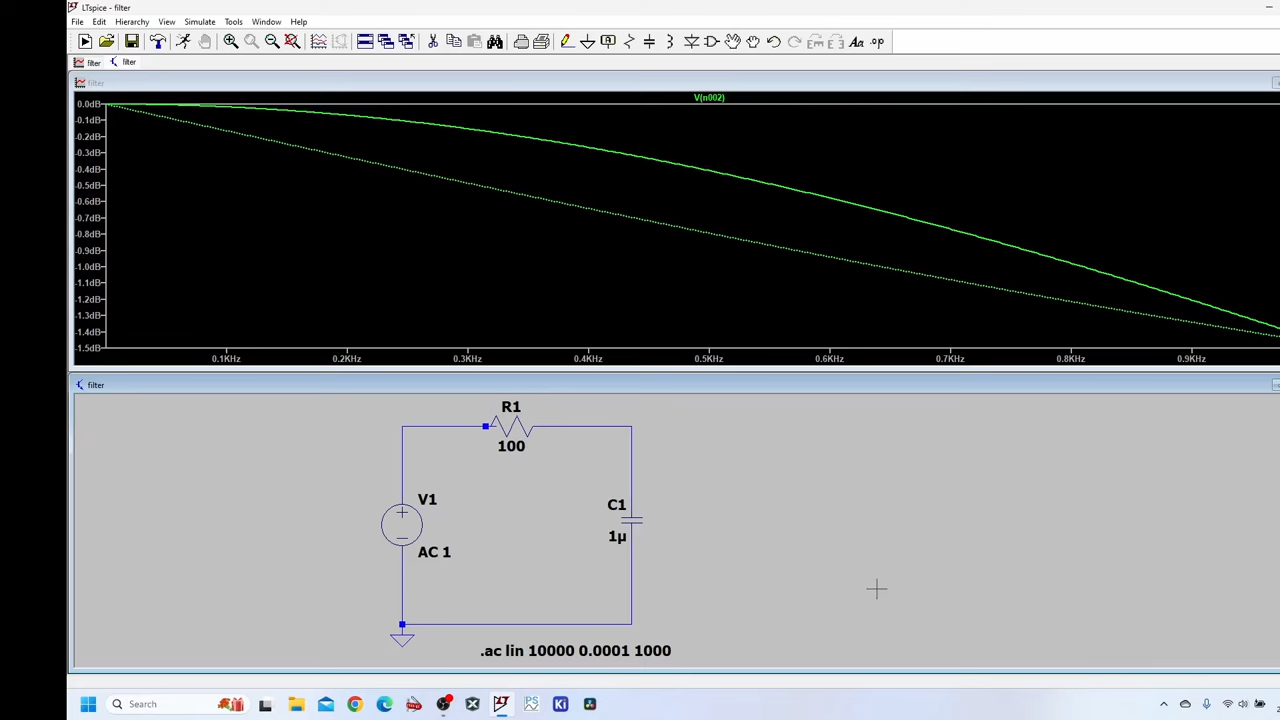 LTspice - filter
File Edit Hierarchy View Simulate Tools Window Help
filter filter
filter
V(n002)
0.0dB
-0.1dB
-0.2dB
-0.3dB
-0.4dB
-0.5dB
-0.6dB
-0.7dB
-0.8dB
-0.9dB
-1.0dB
-1.1dB
-1.2dB
-1.3dB
-1.4dB
-1.5dB
0.1KHz 0.2KHz 0.3KHz 0.4KHz 0.5KHz 0.6KHz 0.7KHz 0.8KHz 0.9KHz
filter
R1
100
V1
C1
1µ
AC 1
.ac lin 10000 0.0001 1000
Search